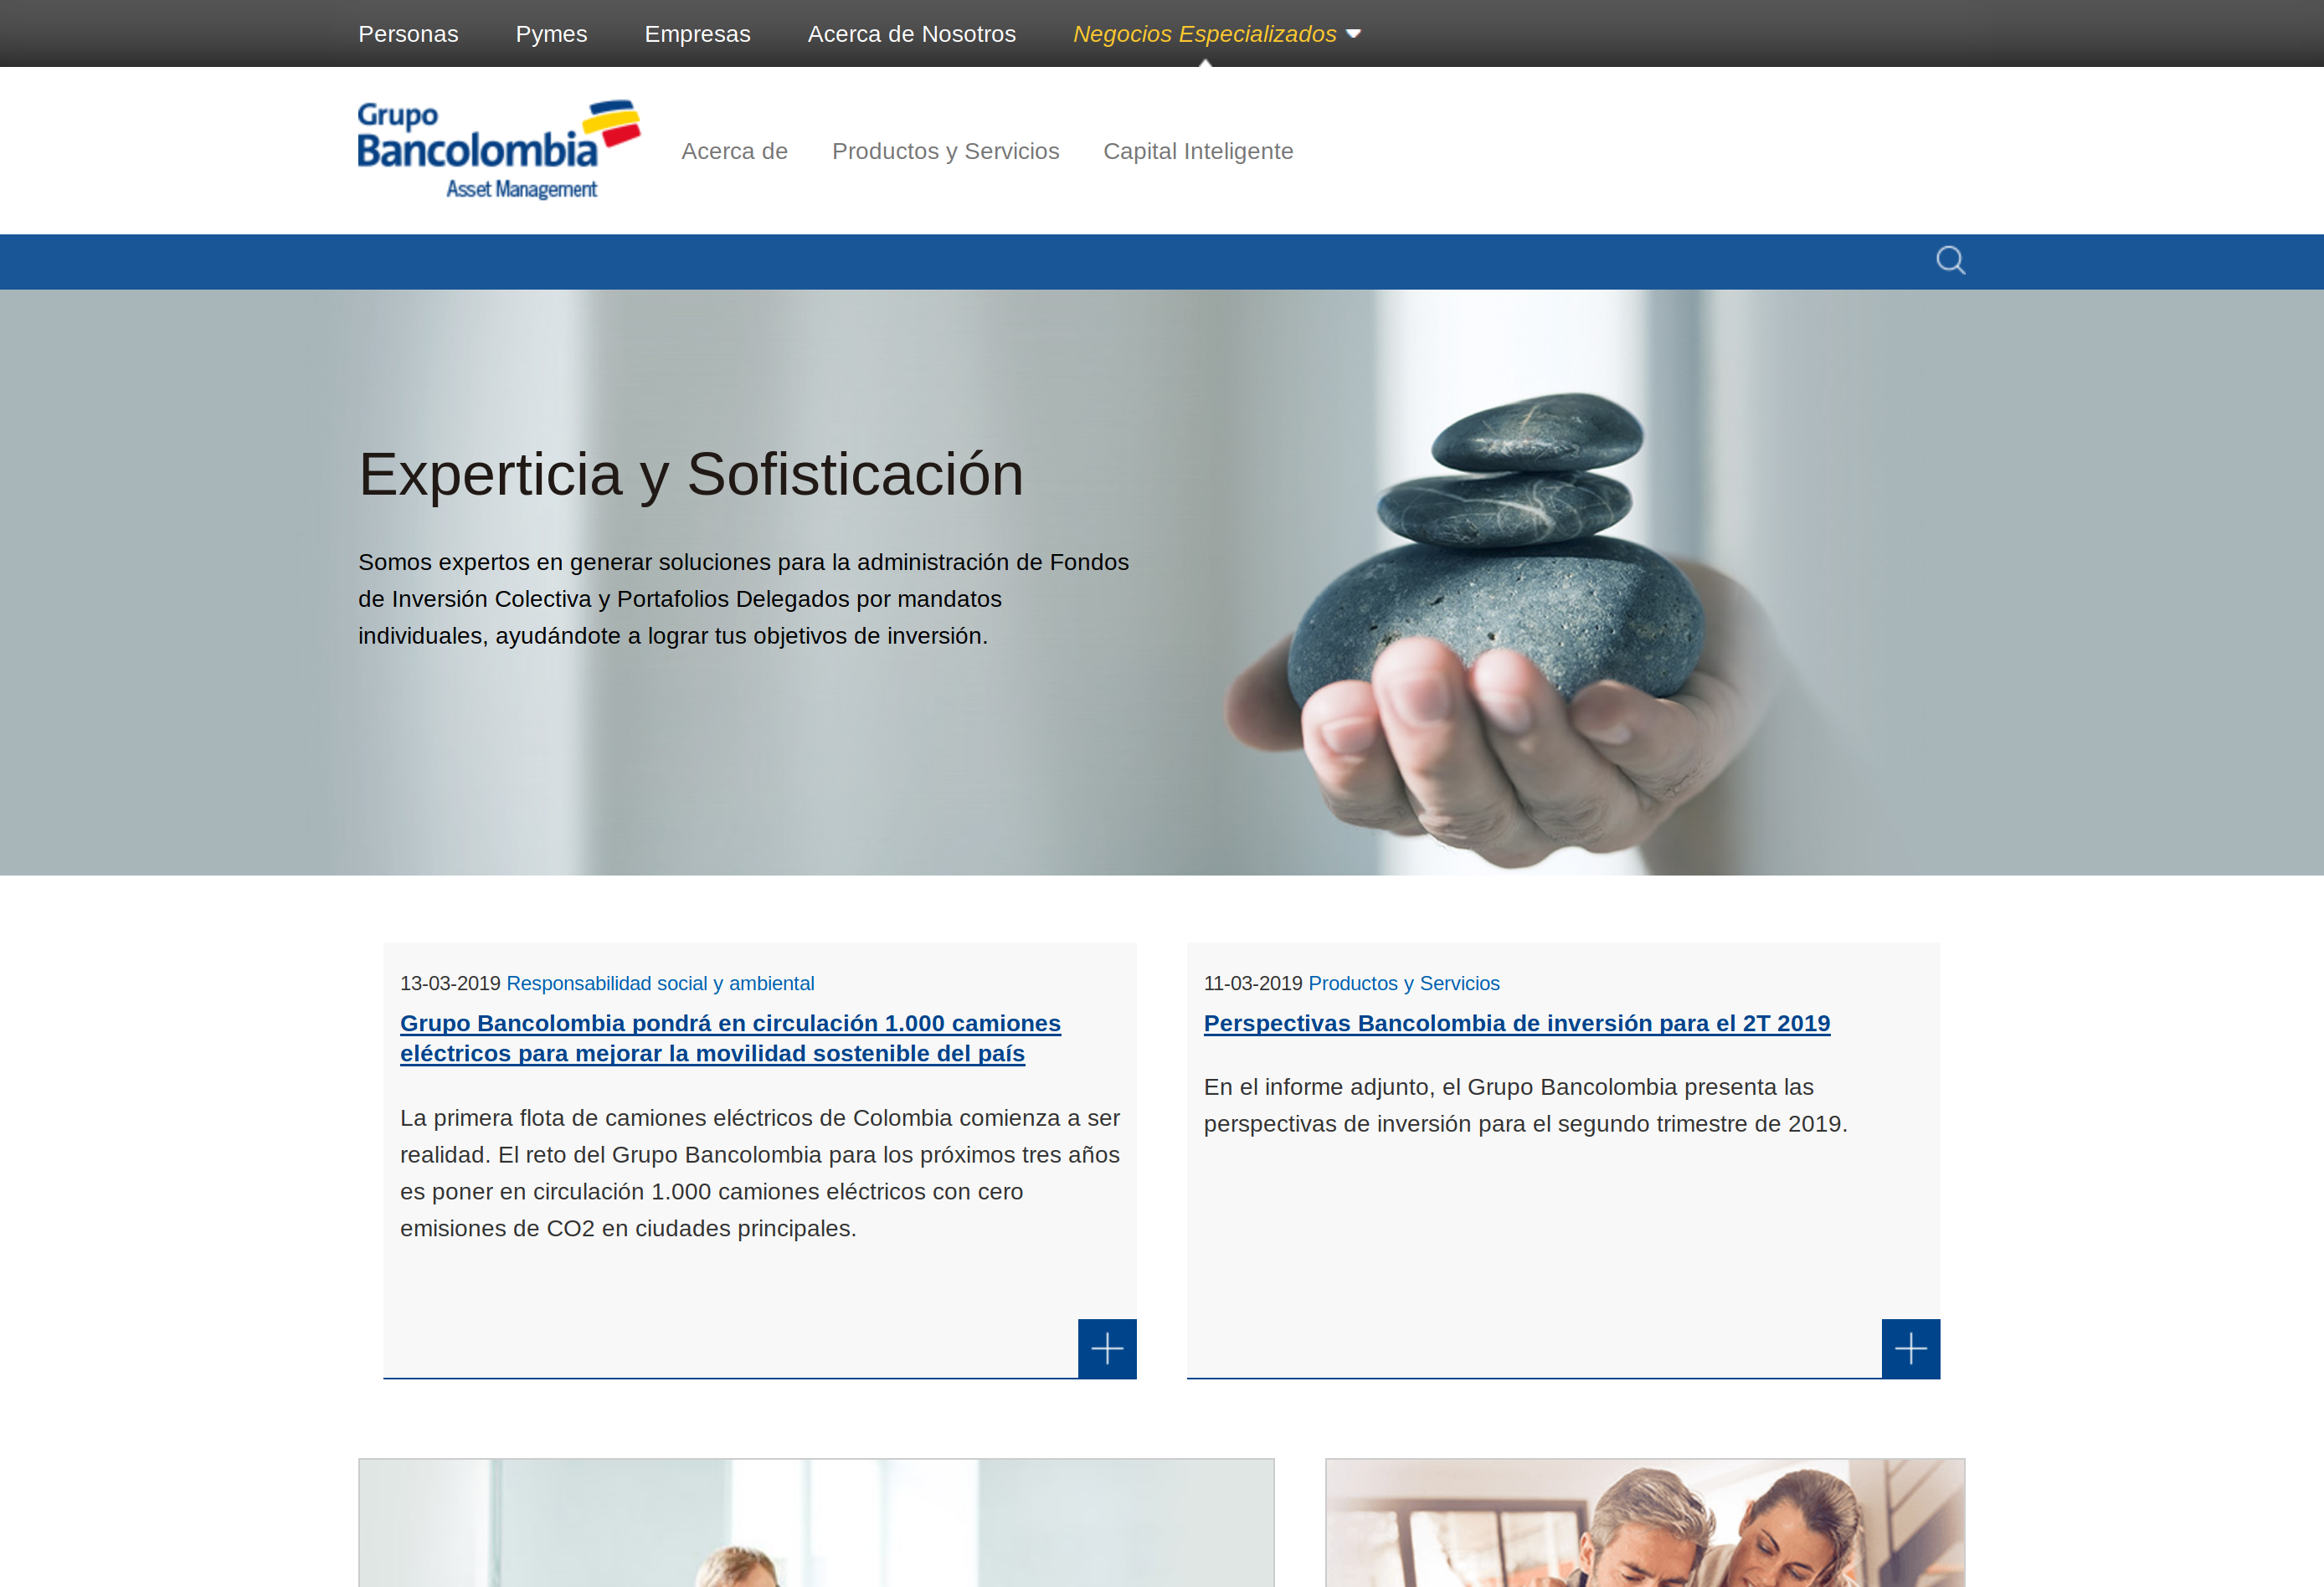 Personas Pymes Empresas Acerca de Nosotros Negocios Especializados
Grupo
Bancolombia
Asset Management
Acerca de Productos y Servicios Capital Inteligente
Experticia y Sofisticación
Somos expertos en generar soluciones para la administración de Fondos
de Inversión Colectiva y Portafolios Delegados por mandatos
individuales, ayudándote a lograr tus objetivos de inversión.
13-03-2019 Responsabilidad social y ambiental
Grupo Bancolombia pondrá en circulación 1.000 camiones
eléctricos para mejorar la movilidad sostenible del país
La primera flota de camiones eléctricos de Colombia comienza a ser
realidad. El reto del Grupo Bancolombia para los próximos tres años
es poner en circulación 1.000 camiones eléctricos con cero
emisiones de CO2 en ciudades principales.
11-03-2019 Productos y Servicios
Perspectivas Bancolombia de inversión para el 2T 2019
En el informe adjunto, el Grupo Bancolombia presenta las
perspectivas de inversión para el segundo trimestre de 2019.